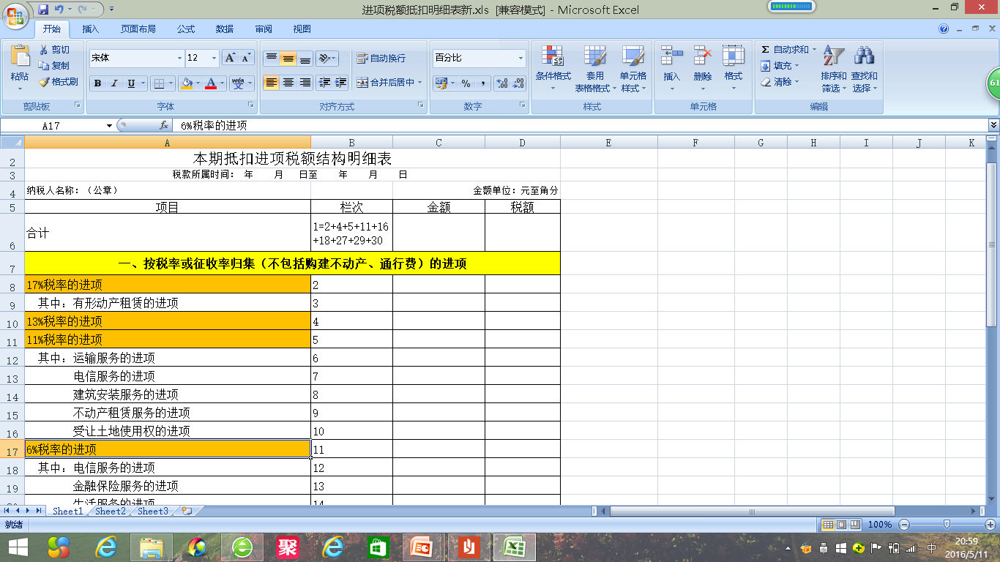 进项税额抵扣明细表新.xls [兼容模式] - Microsoft Excel
开始 插入 页面布局 公式 数据 审阅 视图
粘贴 剪切 复制 格式刷 剪贴板
宋体 12 B I U wén 文 A A A 字体
自动换行 合并后居中 对齐方式
百分比 % , .0 .00 .00 .0 数字
条件格式 套用表格格式 单元格样式 样式
插入 删除 格式 单元格
Σ 自动求和 填充 清除 排序和筛选 查找和选择 编辑
61
A17 fx 6%税率的进项
A B C D E F G H I J K
2 本期抵扣进项税额结构明细表
3 税款所属时间: 年 月 日至 年 月 日
4 纳税人名称:(公章) 金额单位:元至角分
5 项目 栏次 金额 税额
6 合计 1=2+4+5+11+16
+18+27+29+30
7 一、按税率或征收率归集(不包括购建不动产、通行费)的进项
8 17%税率的进项 2
9 其中:有形动产租赁的进项 3
10 13%税率的进项 4
11 11%税率的进项 5
12 其中:运输服务的进项 6
13 电信服务的进项 7
14 建筑安装服务的进项 8
15 不动产租赁服务的进项 9
16 受让土地使用权的进项 10
17 6%税率的进项 11
18 其中:电信服务的进项 12
19 金融保险服务的进项 13
生活服务的进项 14
Sheet1 Sheet2 Sheet3
就绪 100%
聚 中 20:59
2016/5/11